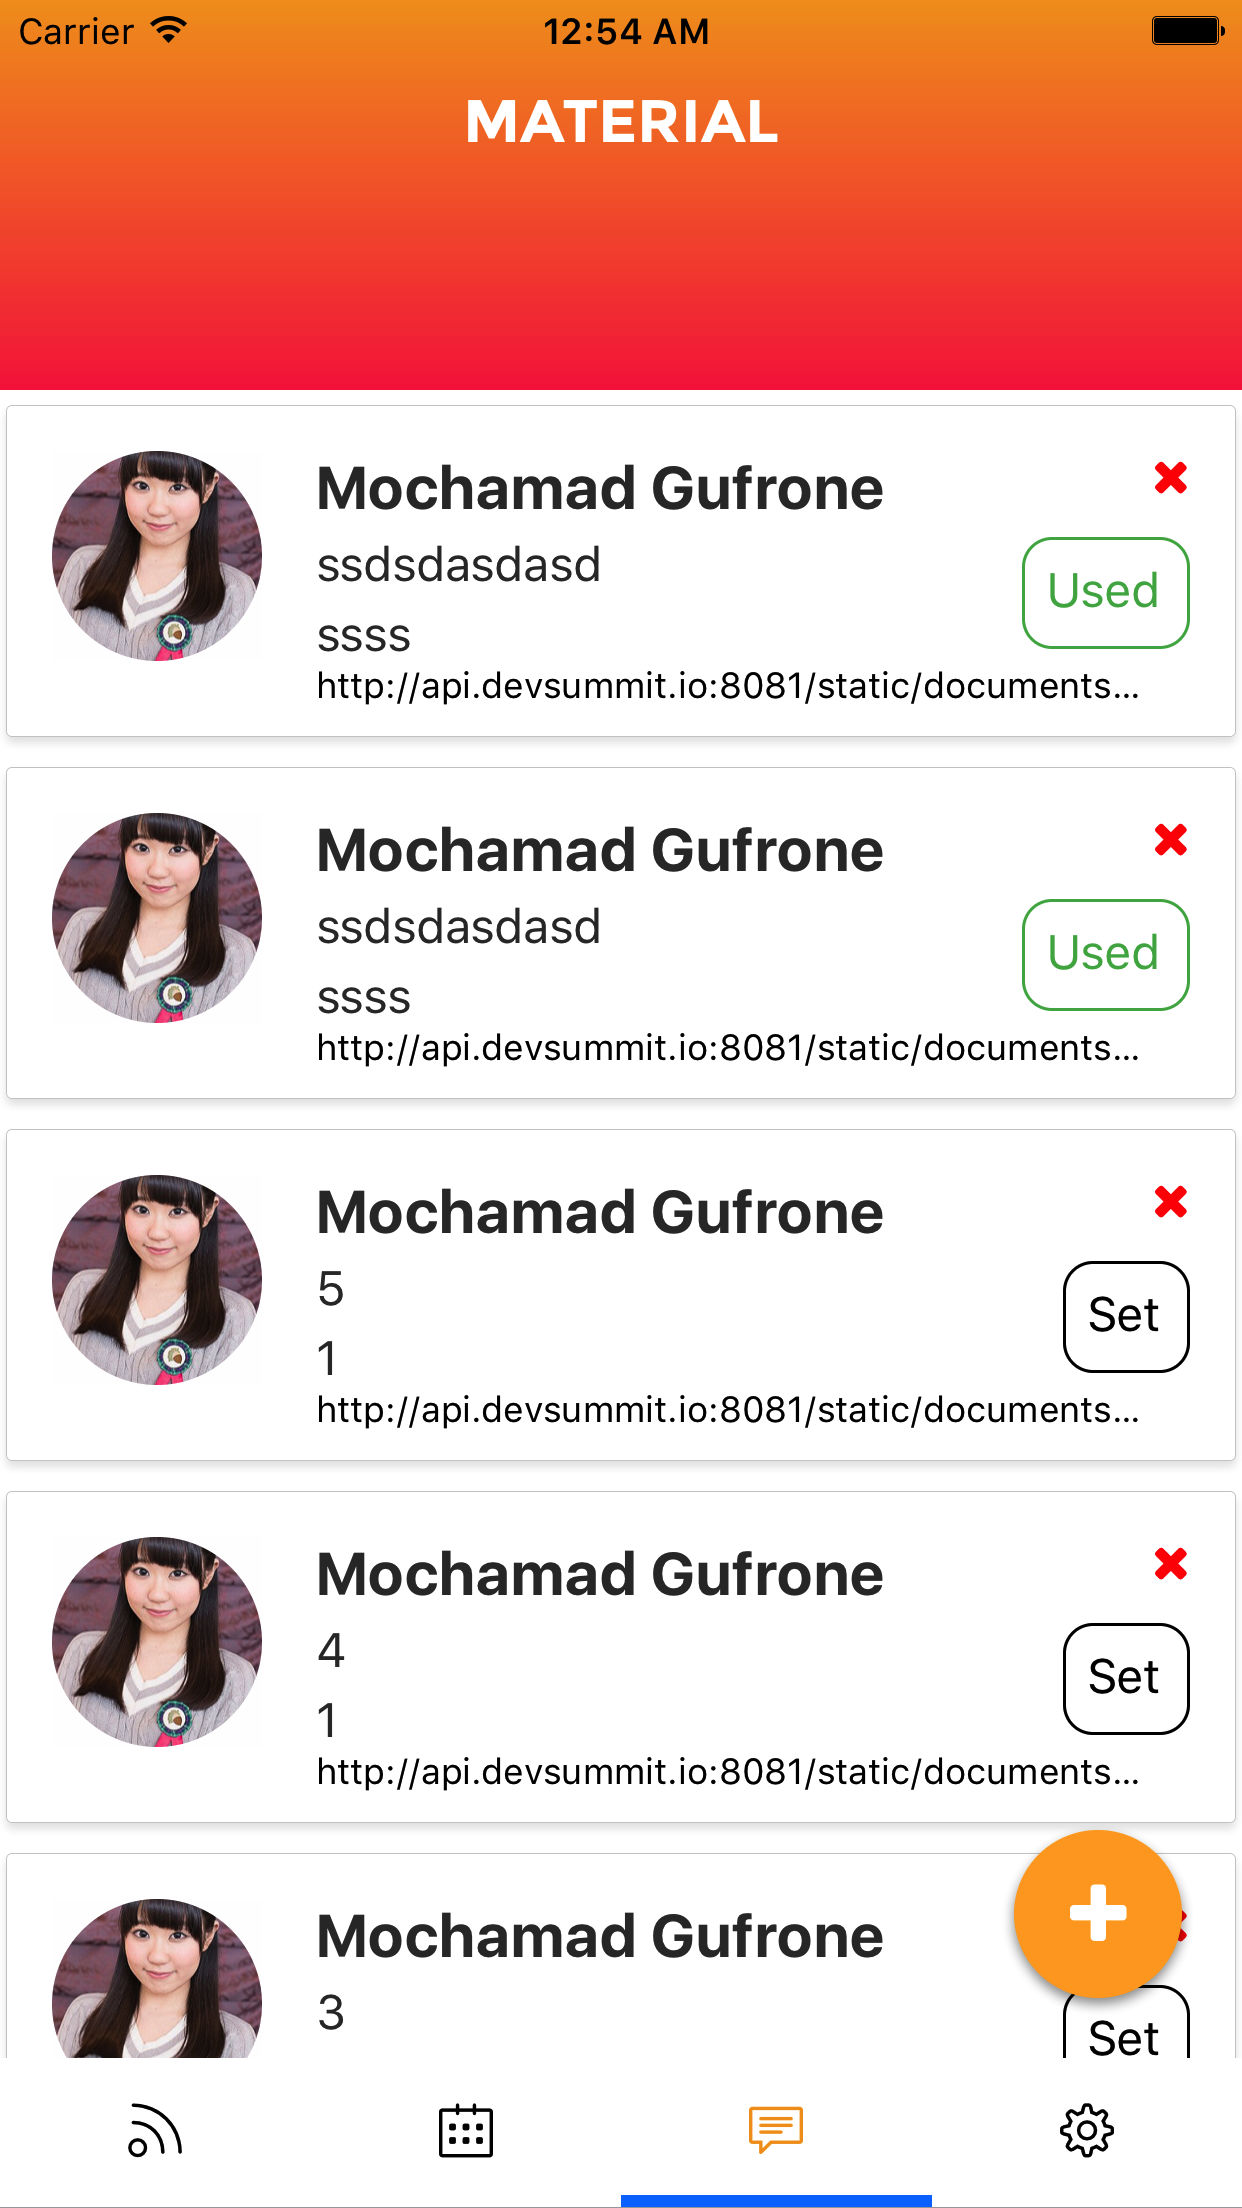 Carrier 12:54 AM
MATERIAL
Mochamad Gufrone
ssdsdasdasd
Used
ssss
http://api.devsummit.io:8081/static/documents...
Mochamad Gufrone
ssdsdasdasd
Used
ssss
http://api.devsummit.io:8081/static/documents...
Mochamad Gufrone
5
Set
1
http://api.devsummit.io:8081/static/documents...
Mochamad Gufrone
4
Set
1
http://api.devsummit.io:8081/static/documents...
Mochamad Gufrone
3
Set